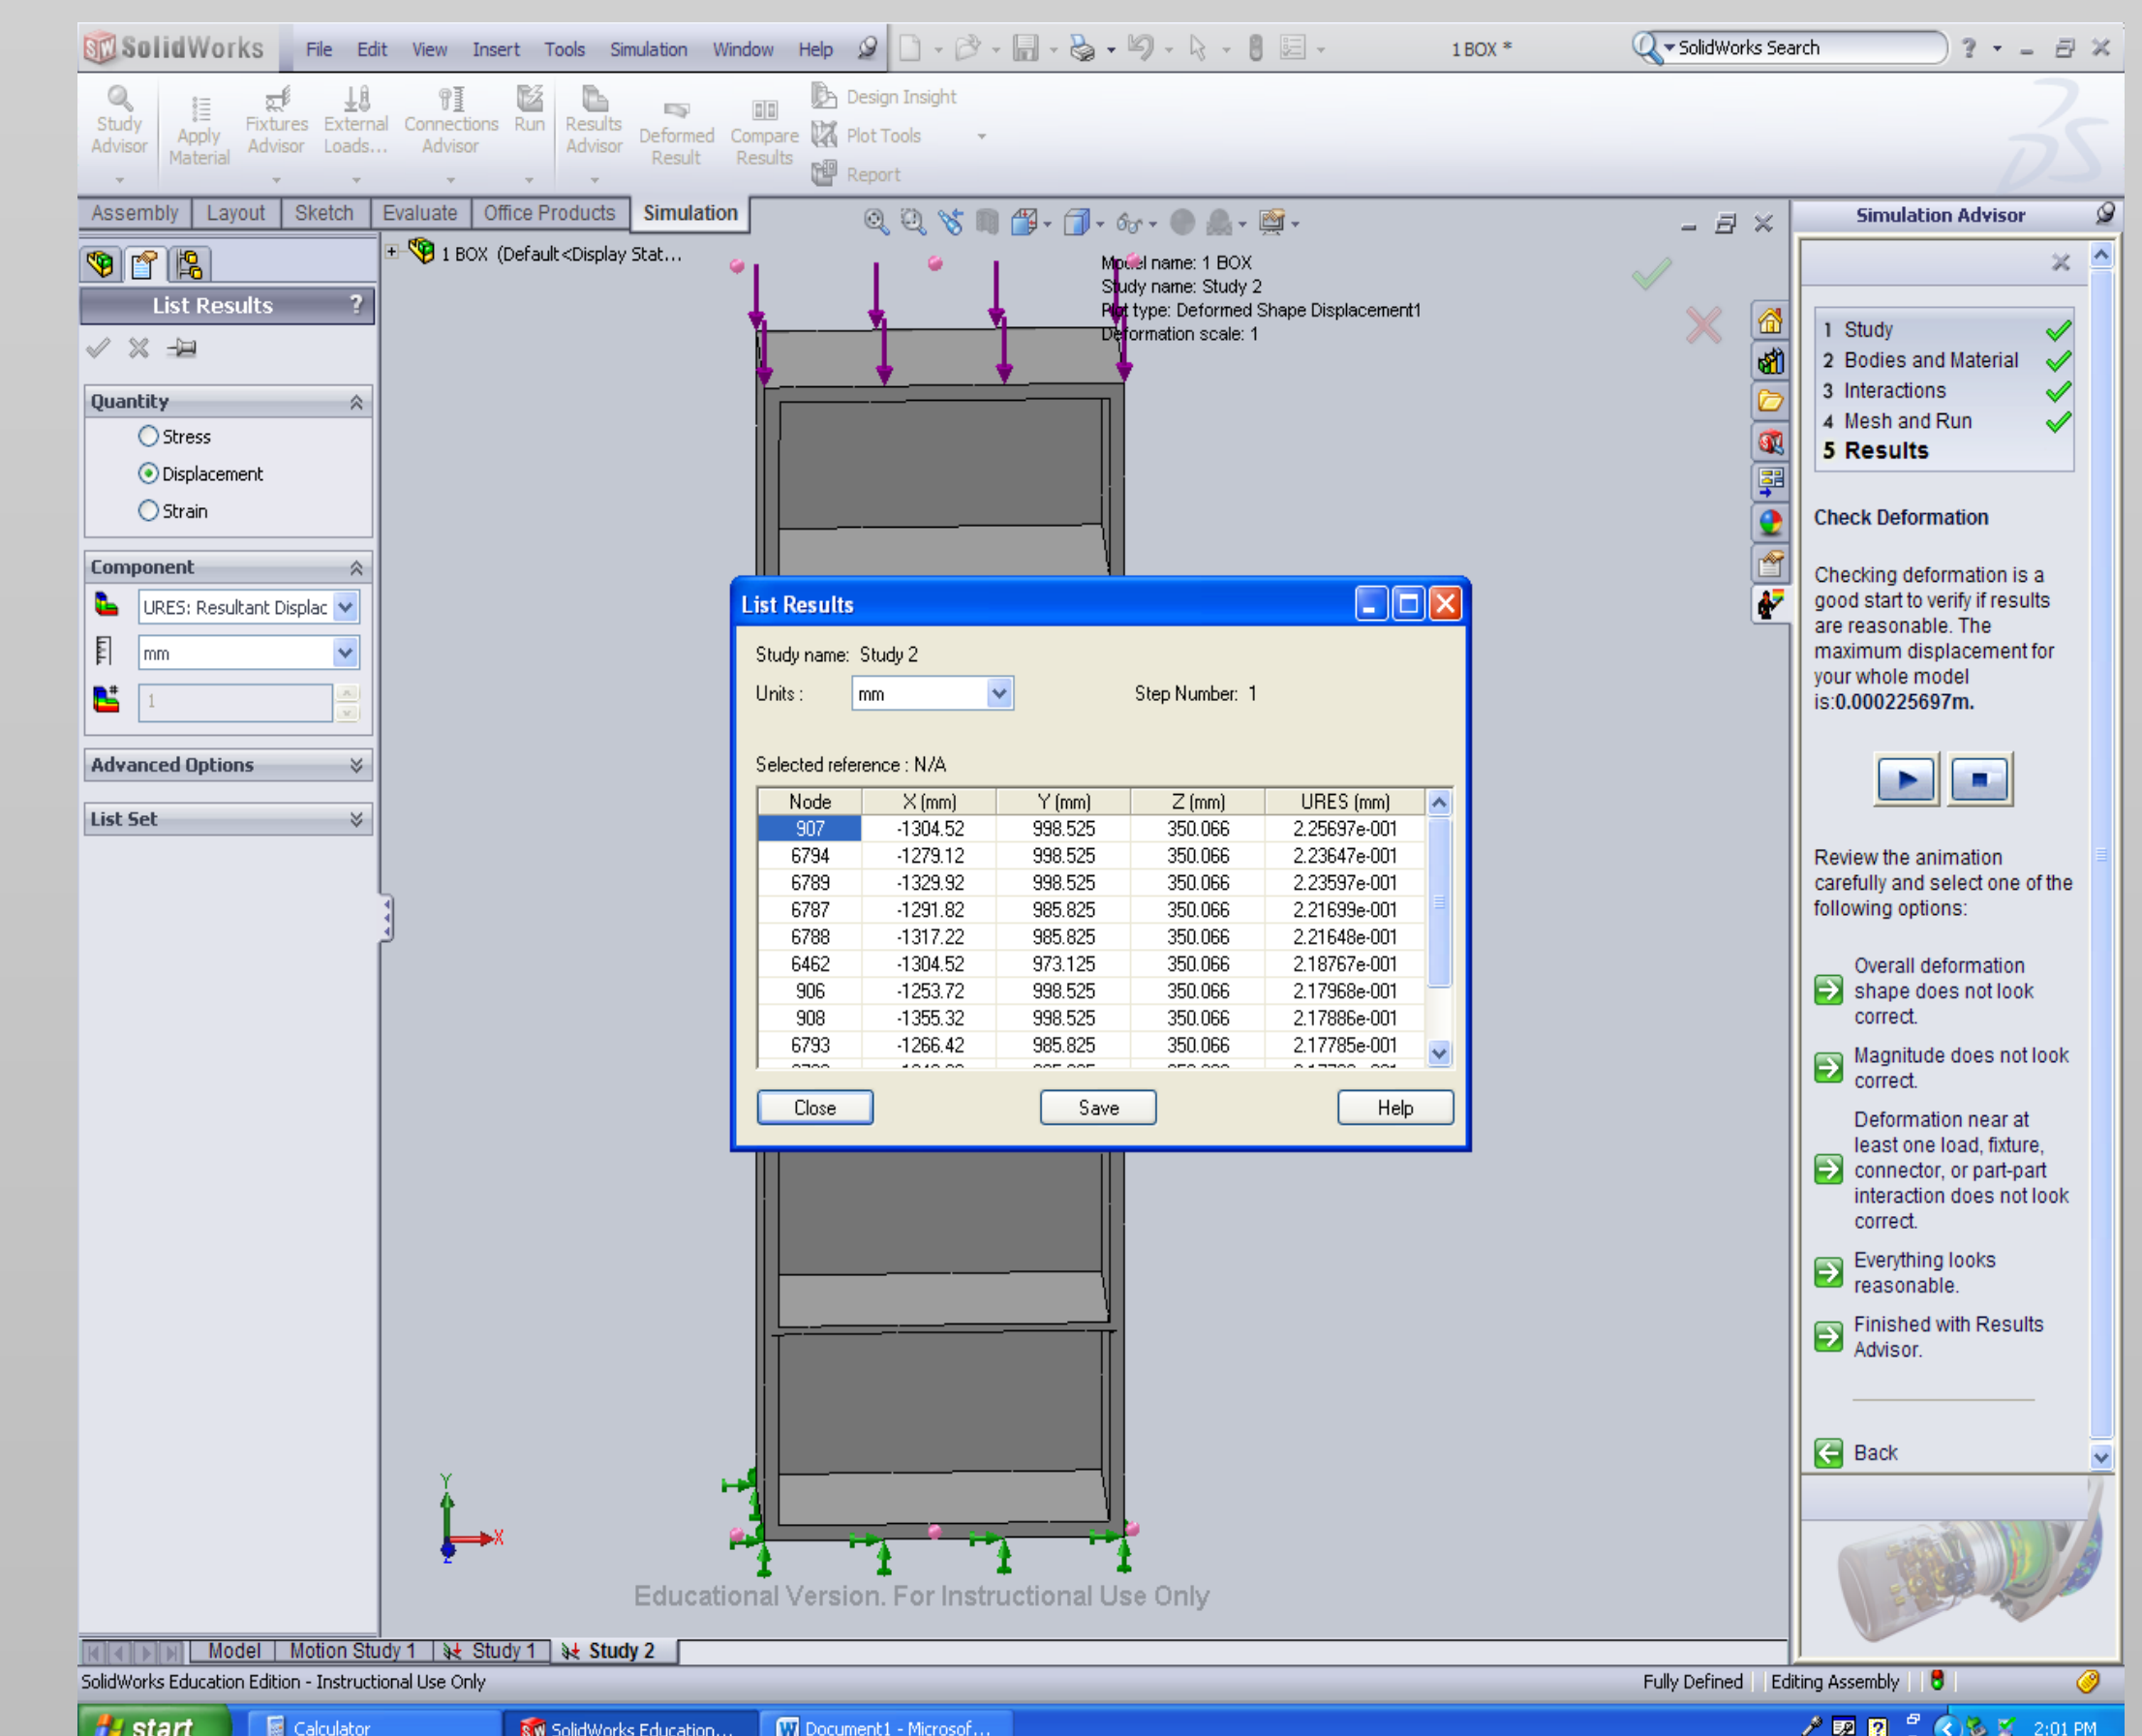 SolidWorks File Edit View Insert Tools Simulation Window Help 1 BOX * SolidWorks Search ?
Study Advisor
Apply Material
Fixtures Advisor
External Loads...
Connections Advisor
Run
Results Advisor
Deformed Result
Compare Results
Design Insight
Plot Tools
Report
Assembly Layout Sketch Evaluate Office Products Simulation
1 BOX (Default<Display Stat...
List Results ?
Quantity
Stress
Displacement
Strain
Component
URES: Resultant Displac
mm
1
Advanced Options
List Set
Model name: 1 BOX
Study name: Study 2
Plot type: Deformed Shape Displacement1
Deformation scale: 1
List Results
Study name: Study 2
Units : mm Step Number: 1
Selected reference : N/A
Node X (mm) Y (mm) Z (mm) URES (mm)
907 -1304.52 998.525 350.066 2.25697e-001
6794 -1279.12 998.525 350.066 2.23647e-001
6789 -1329.92 998.525 350.066 2.23597e-001
6787 -1291.82 985.825 350.066 2.21699e-001
6788 -1317.22 985.825 350.066 2.21648e-001
6462 -1304.52 973.125 350.066 2.18767e-001
906 -1253.72 998.525 350.066 2.17968e-001
908 -1355.32 998.525 350.066 2.17886e-001
6793 -1266.42 985.825 350.066 2.17785e-001
Close Save Help
Y
X
Z
Educational Version. For Instructional Use Only
Simulation Advisor
1 Study
2 Bodies and Material
3 Interactions
4 Mesh and Run
5 Results
Check Deformation
Checking deformation is a
good start to verify if results
are reasonable. The
maximum displacement for
your whole model
is:0.000225697m.
Review the animation
carefully and select one of the
following options:
Overall deformation
shape does not look
correct.
Magnitude does not look
correct.
Deformation near at
least one load, fixture,
connector, or part-part
interaction does not look
correct.
Everything looks
reasonable.
Finished with Results
Advisor.
Back
Model Motion Study 1 Study 1 Study 2
SolidWorks Education Edition - Instructional Use Only Fully Defined Editing Assembly
start Calculator SolidWorks Education... Document1 - Microsof... 2:01 PM